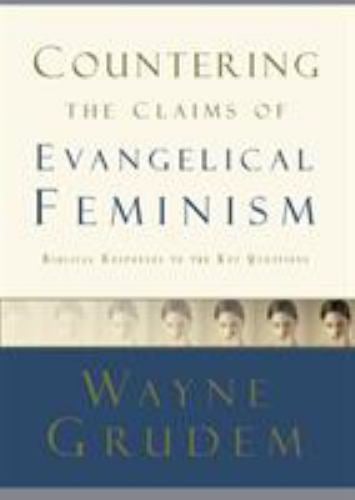 COUNTERING
THE CLAIMS OF
EVANGELICAL
FEMINISM
BIBLICAL RESPONSES TO THE KEY QUESTIONS
WAYNE
GRUDEM